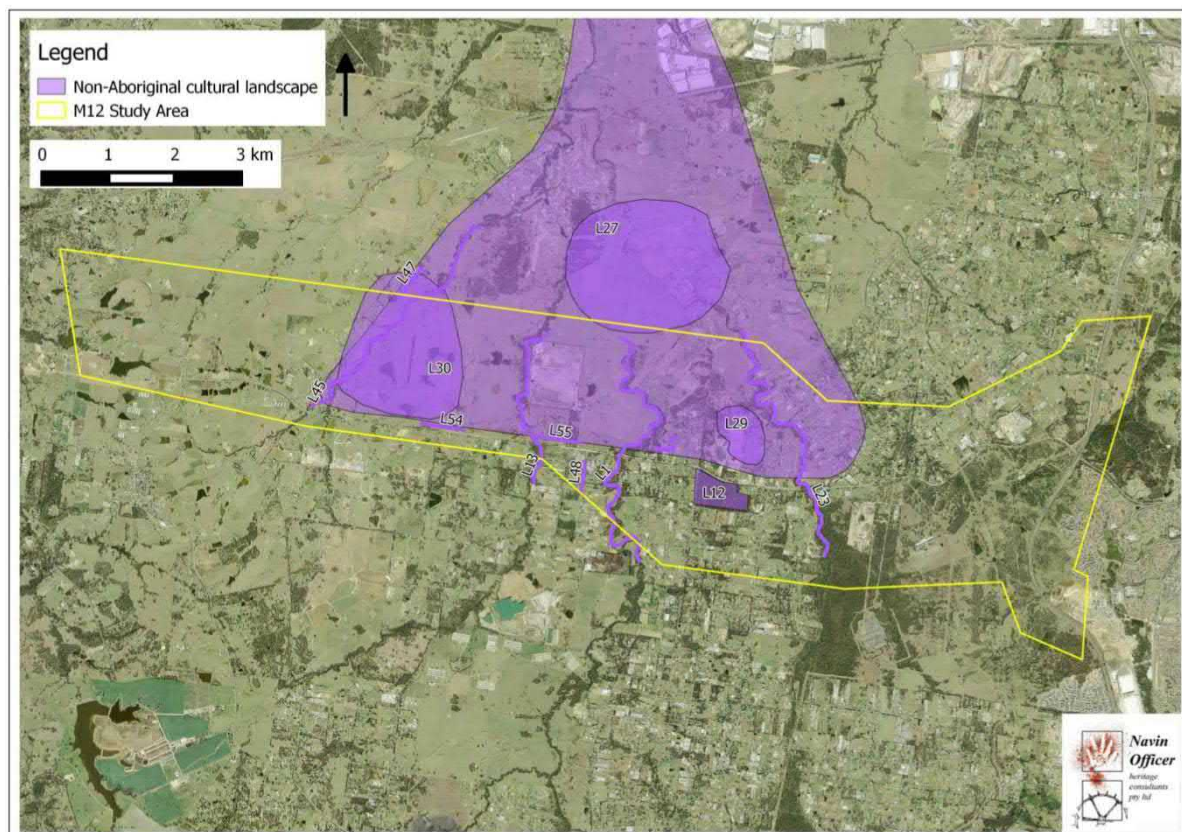 Legend
Non-Aboriginal cultural landscape
M12 Study Area
0 1 2 3 km
L27
L47
L30
L45
L54
L55
L29
L13
L48
L1
L12
L23
Navin
Officer
heritage
consultants
pty ltd